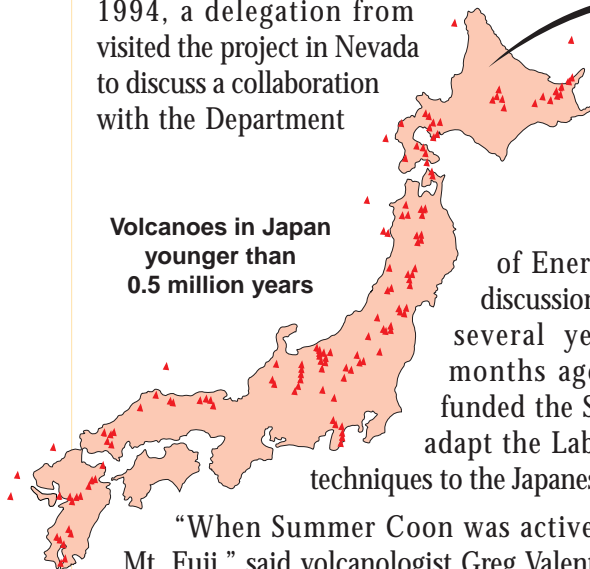 1994, a delegation from
visited the project in Nevada
to discuss a collaboration
with the Department
Volcanoes in Japan
younger than
0.5 million years
of Ener
discussion
several ye
months ag
funded the S
adapt the Lab
techniques to the Japanes
“When Summer Coon was active
Mt. Fuji,” said volcanologist Greg Valent